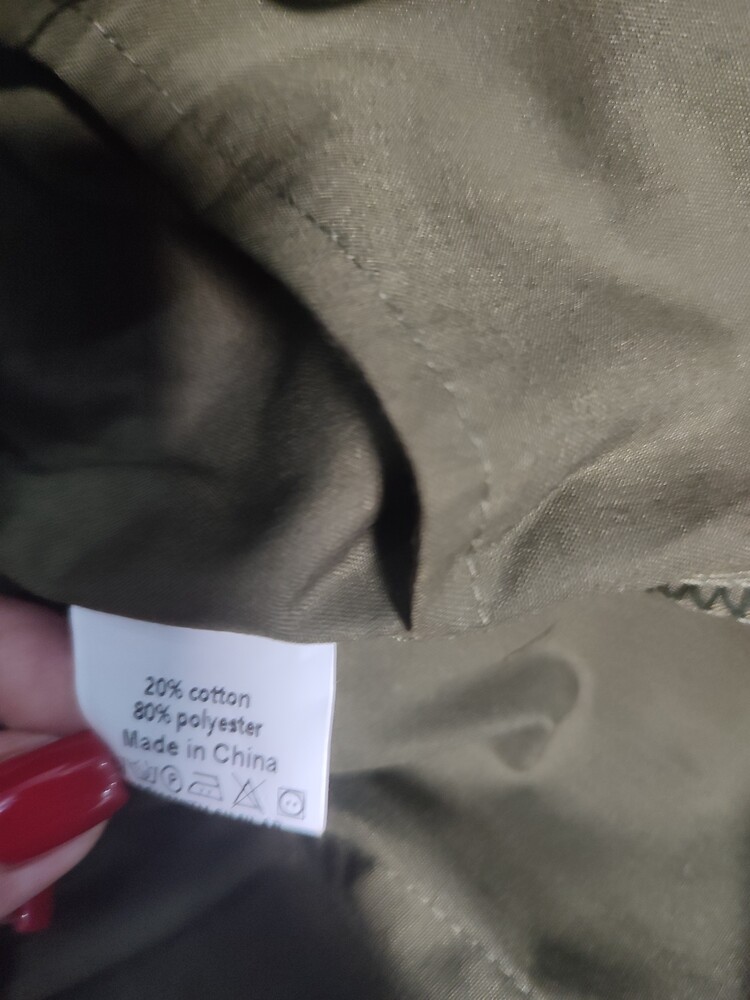 20% cotton
80% polyester
Made in China